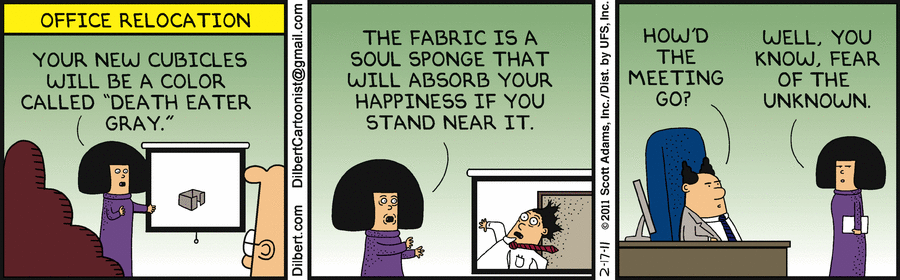 OFFICE RELOCATION
YOUR NEW CUBICLES
WILL BE A COLOR
CALLED "DEATH EATER
GRAY."
Dilbert.com DilbertCartoonist@gmail.com
THE FABRIC IS A
SOUL SPONGE THAT
WILL ABSORB YOUR
HAPPINESS IF YOU
STAND NEAR IT.
2-17-11 © 2011 Scott Adams, Inc./Dist. by UFS, Inc.
HOW'D
THE
MEETING
GO?
WELL, YOU
KNOW, FEAR
OF THE
UNKNOWN.